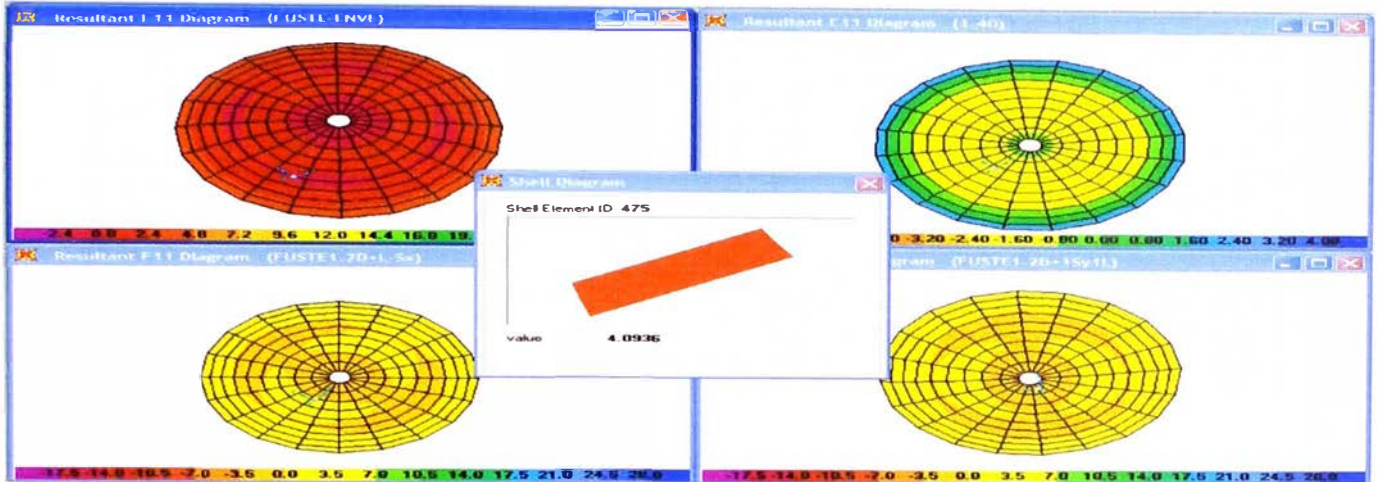 Resultant F11 Diagram (FUSTE-ENVE)
Resultant F11 Diagram (1.4D)
-2.4 0.0 2.4 4.8 7.2 9.6 12.0 14.4 16.8 19.
0 -3.20 -2.40 -1.60 0.80 0.00 0.80 1.60 2.40 3.20 4.00
Shell Diagram
Shell Element ID 475
value 4.0936
Resultant F11 Diagram (FUSTE1.2D+L-Sx)
gram (FUSTE1.2D+1Sy1L)
-17.5 -14.0 -10.5 -7.0 -3.5 0.0 3.5 7.0 10.5 14.0 17.5 21.0 24.5 28.0
-17.5 -14.0 -10.5 -7.0 -3.5 0.0 3.5 7.0 10.5 14.0 17.5 21.0 24.5 28.0